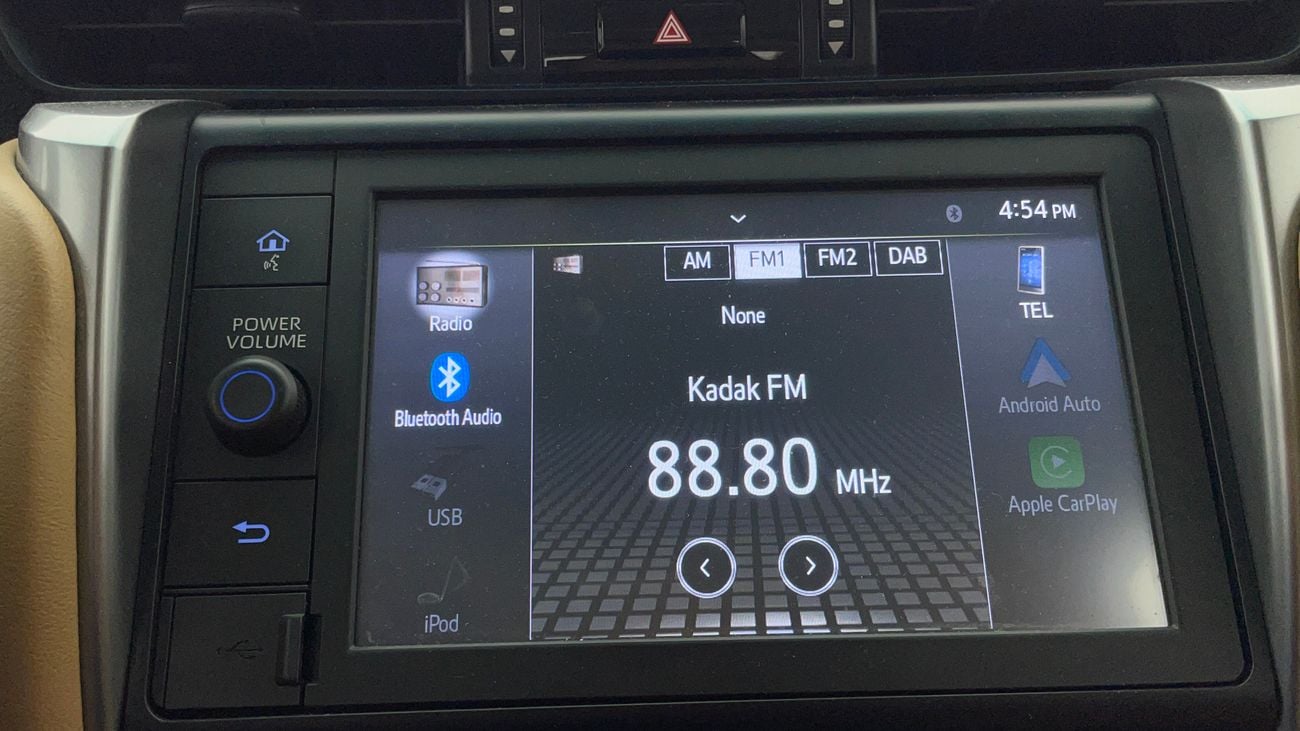 4:54 PM
AM FM1 FM2 DAB
Radio
TEL
POWER
VOLUME
None
Bluetooth Audio
Kadak FM
Android Auto
88.80 MHz
USB
Apple CarPlay
iPod